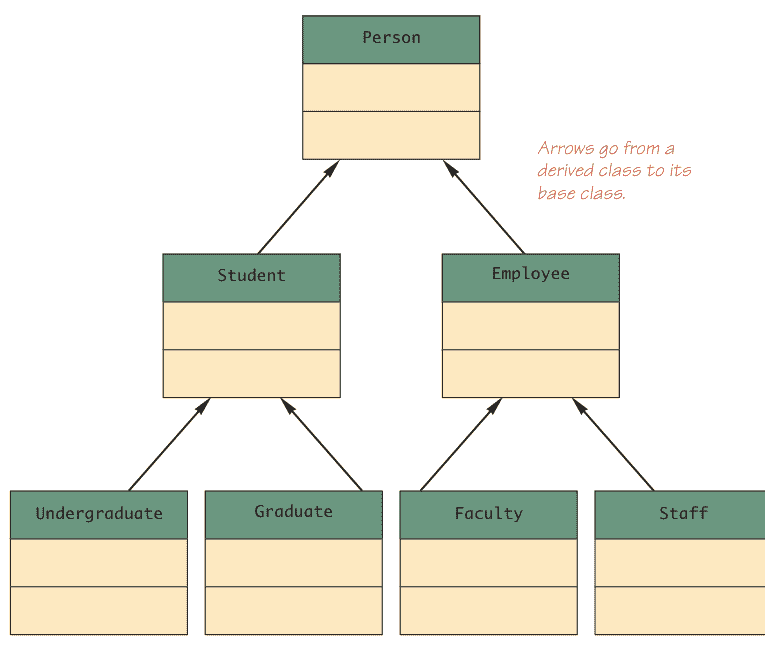 Person
Arrows go from a
derived class to its
base class.
Student
Employee
Undergraduate
Graduate
Faculty
Staff